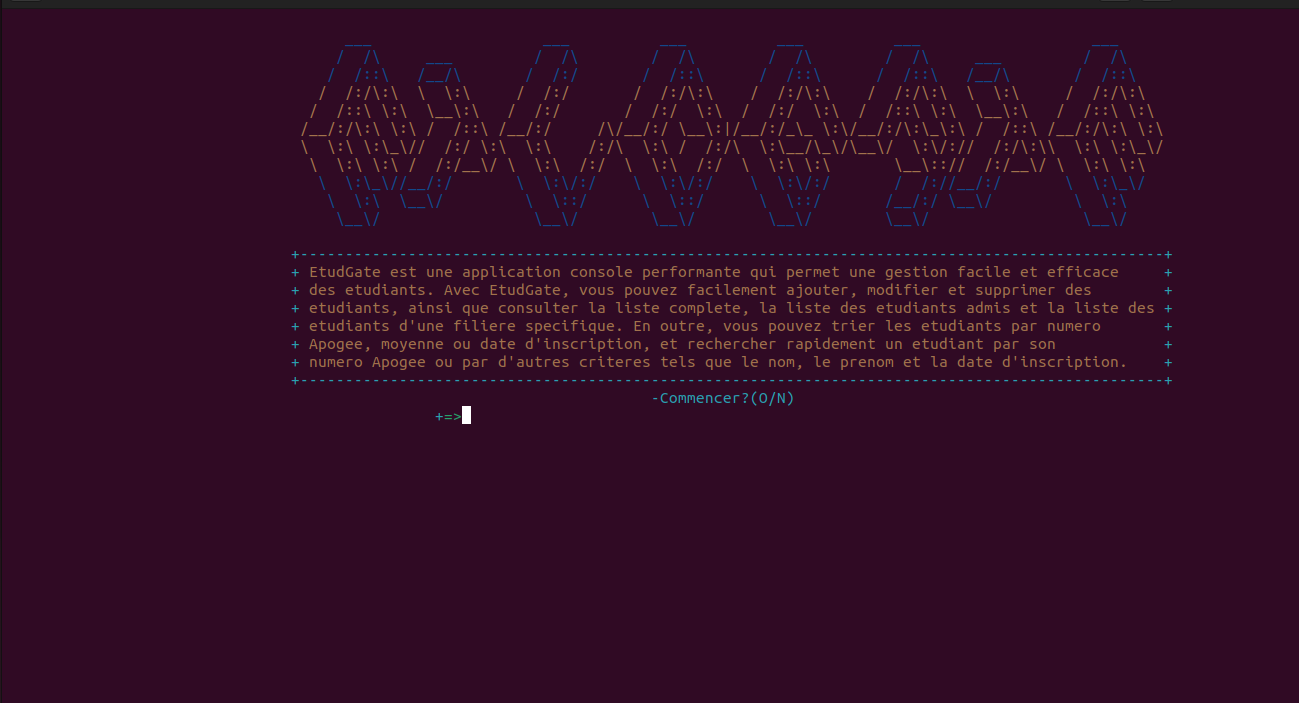 +-----------------------------------------------------------------------------------------------+
+ EtudGate est une application console performante qui permet une gestion facile et efficace +
+ des etudiants. Avec EtudGate, vous pouvez facilement ajouter, modifier et supprimer des +
+ etudiants, ainsi que consulter la liste complete, la liste des etudiants admis et la liste des +
+ etudiants d'une filiere specifique. En outre, vous pouvez trier les etudiants par numero +
+ Apogee, moyenne ou date d'inscription, et rechercher rapidement un etudiant par son +
+ numero Apogee ou par d'autres criteres tels que le nom, le prenom et la date d'inscription. +
+-----------------------------------------------------------------------------------------------+
-Commencer?(O/N)
+=>